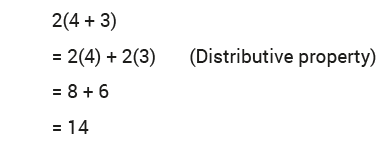 2(4 + 3)
= 2(4) + 2(3) (Distributive property)
= 8 + 6
= 14